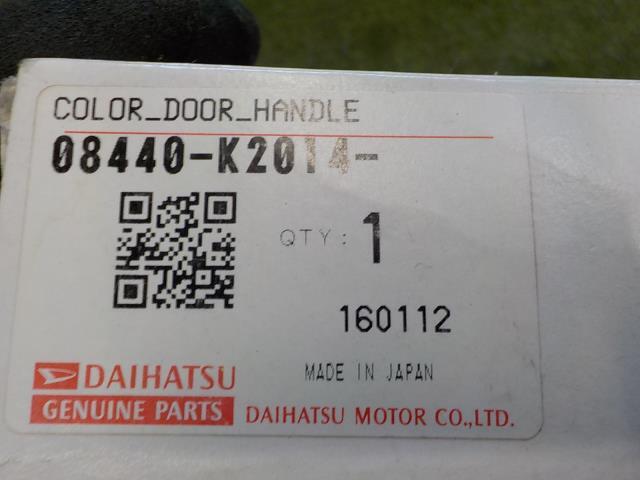 COLOR_DOOR_HANDLE
08440-K2014-
QTY: 1
160112
DAIHATSU
MADE IN JAPAN
GENUINE PARTS
DAIHATSU MOTOR CO.,LTD.